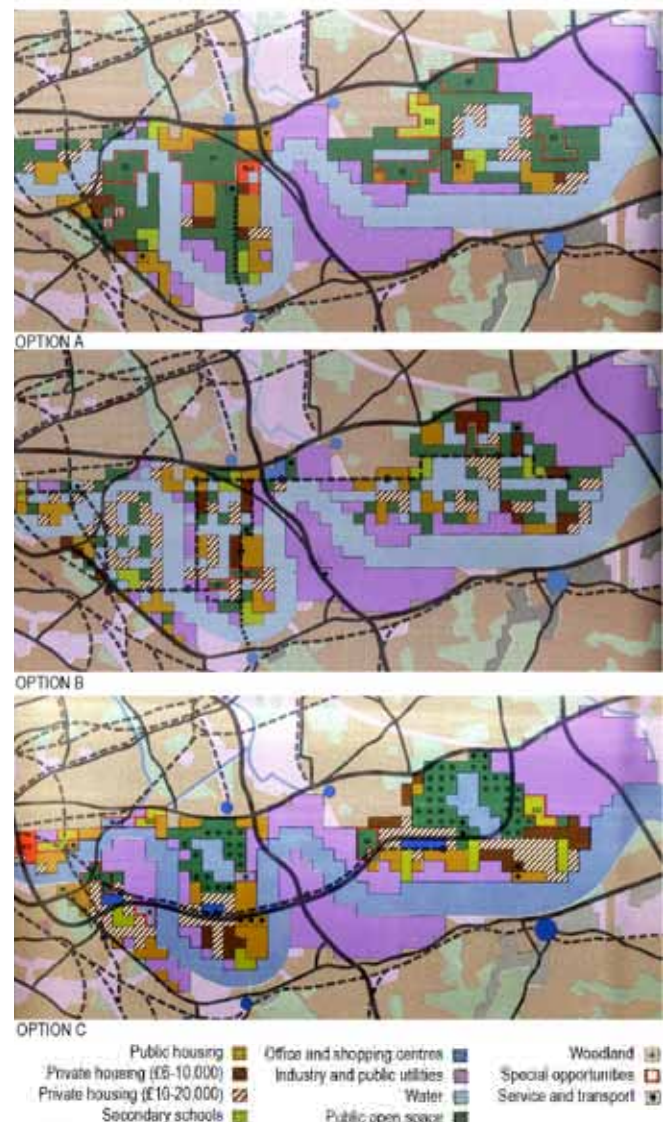 OPTION A
OPTION B
OPTION C
Public housing
Private housing (£6-10,000)
Private housing (£10-20,000)
Secondary schools
Office and shopping centres
Industry and public utilities
Water
Public open space
Woodland
Special opportunities
Service and transport